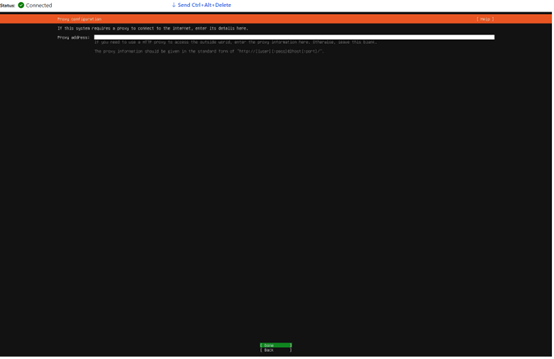 Status: Connected
Send Ctrl+Alt+Delete
Proxy configuration [ Help ]
If this system requires a proxy to connect to the internet, enter its details here.
Proxy address:
If you need to use a HTTP proxy to access the outside world, enter the proxy information here. Otherwise, leave this blank.
The proxy information should be given in the standard form of "http://[[user][:pass]@]host[:port]/".
[ Done ]
[ Back ]